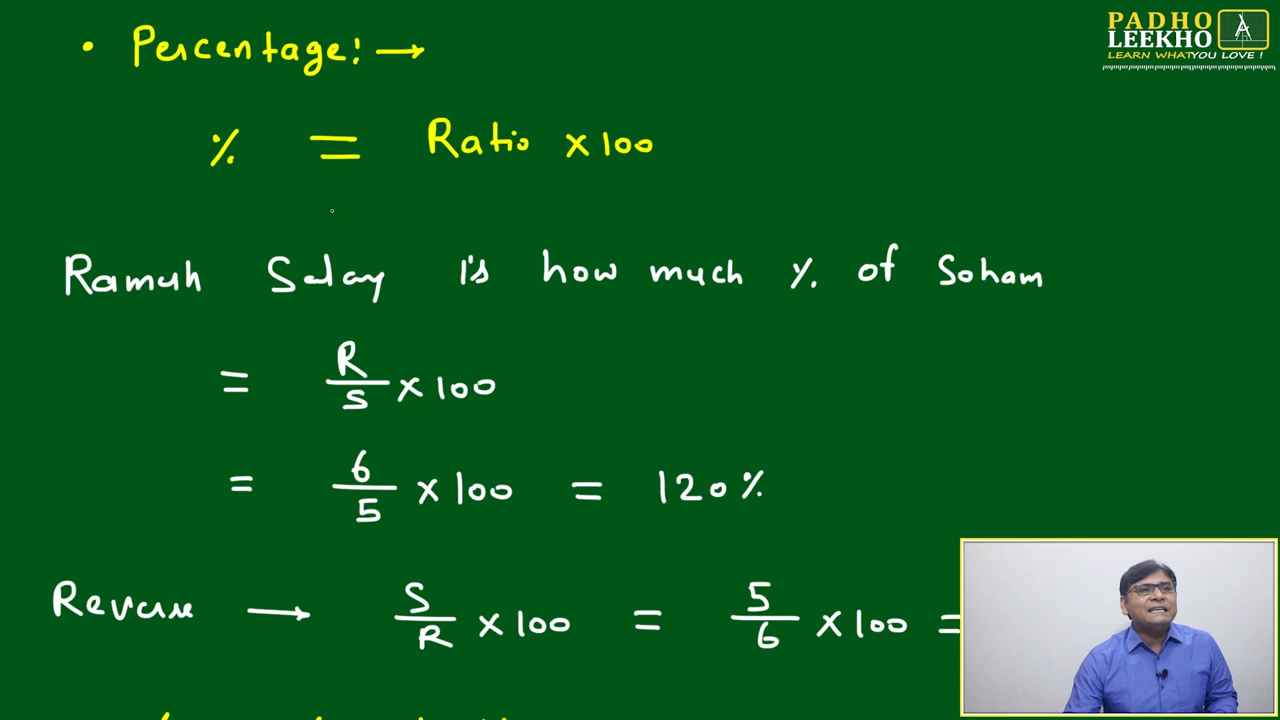 PADHO
LEEKHO
LEARN WHAT YOU LOVE !
• Percentage:→
% = Ratio ×100
Ramesh Salary is how much % of Soham
= R/S ×100
= 6/5 ×100 = 120%
Reverse → S/R ×100 = 5/6 ×100 =